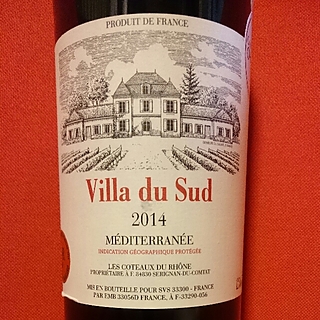 PRODUIT DE FRANCE
Villa du Sud
2014
MÉDITERRANÉE
INDICATION GÉOGRAPHIQUE PROTÉGÉE
LES COTEAUX DU RHÔNE
PROPRIÉTAIRE À F. 84830 SERIGNAN-DU-COMTAT
MIS EN BOUTEILLE POUR SVS 33300 - FRANCE
PAR EMB 33056D FRANCE, À F-33290-056